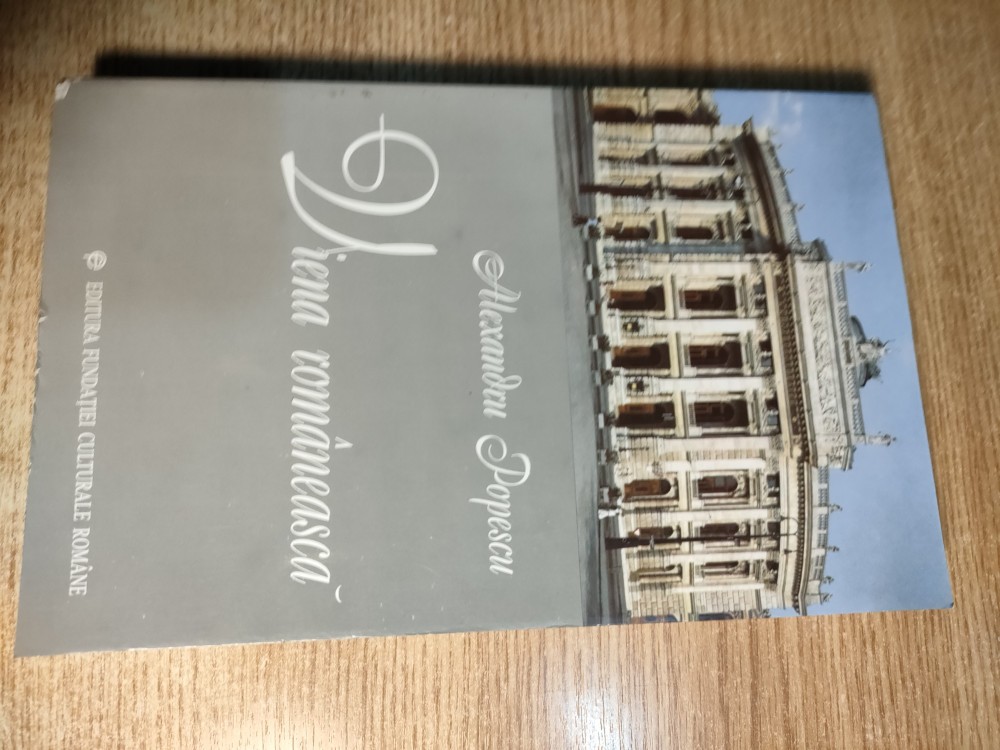 Alexandru Popescu
Viena românească
EDITURA FUNDAȚIEI CULTURALE ROMÂNE